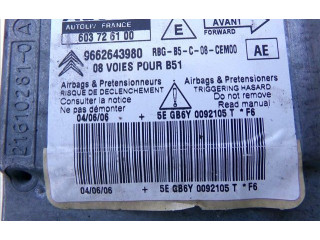 AUTOLIV FRANCE
603 72 61 00
E
AVANT
FORWARD
9662643980 RBG-B5-C-08-CEM00 AE
08 VOIES POUR B51
Airbags & Pretensionneurs Airbags & Pretensioners
RISQUE DE DECLENCHEMENT TRIGGERING HASARD
Consulter la notice Do not remove
Ne pas démonter Read manual
04/06/06 + 5E GB6Y 0092105 T * F6
04/06/06 + 5E GB6Y 0092105 T * F6